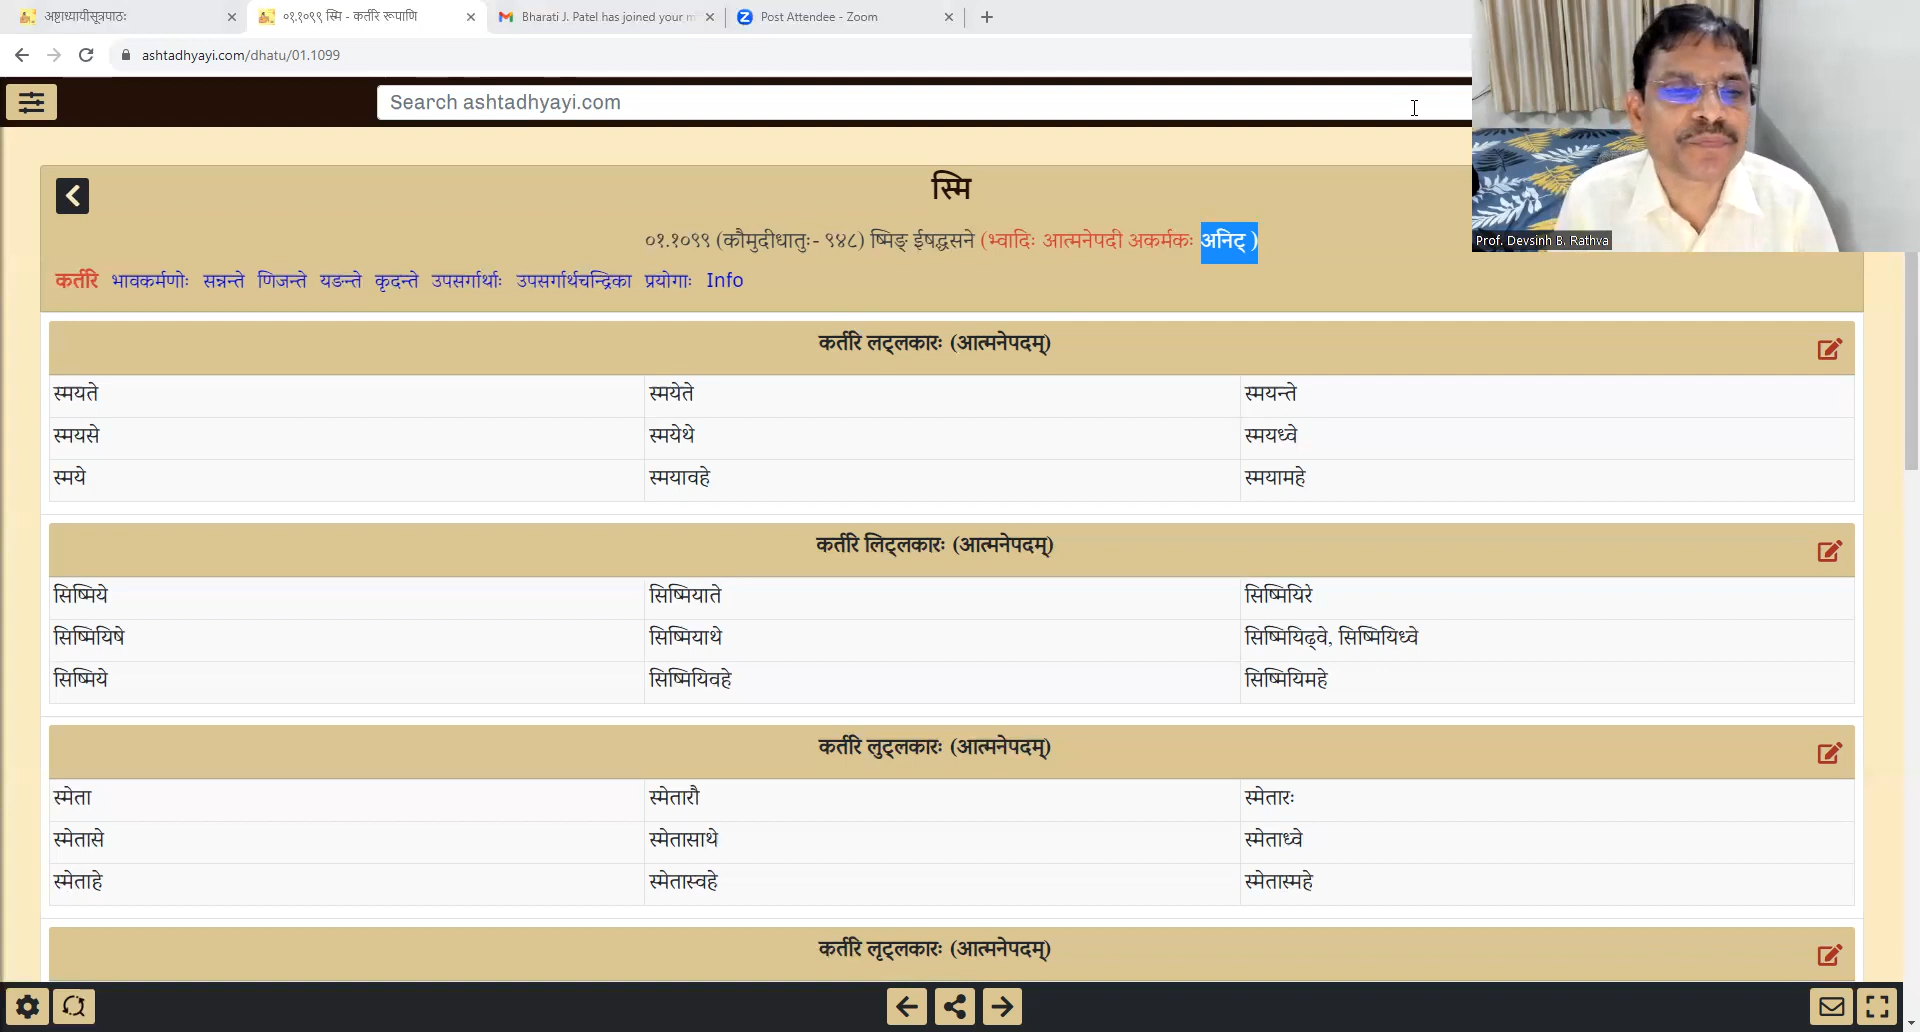 अष्टाध्यायीसूत्रपाठः
०१.१०९९ स्मि - कर्तरि रूपाणि
Bharati J. Patel has joined your m
Post Attendee - Zoom
ashtadhyayi.com/dhatu/01.1099
Search ashtadhyayi.com
Prof. Devsinh B. Rathva
स्मि
०१.१०९९ (कौमुदीधातुः- ९४८) ष्मिङ् ईषद्धसने (भ्वादिः आत्मनेपदी अकर्मकः अनिट् )
कर्तरि भावकर्मणोः सन्नन्ते णिजन्ते यङन्ते कृदन्ते उपसर्गार्थाः उपसर्गार्थचन्द्रिका प्रयोगाः Info
कर्तरि लट्लकारः (आत्मनेपदम्)
स्मयते स्मयेते स्मयन्ते
स्मयसे स्मयेथे स्मयध्वे
स्मये स्मयावहे स्मयामहे
कर्तरि लिट्लकारः (आत्मनेपदम्)
सिष्मिये सिष्मियाते सिष्मियिरे
सिष्मियिषे सिष्मियाथे सिष्मियिढ्वे, सिष्मियिध्वे
सिष्मिये सिष्मियिवहे सिष्मियिमहे
कर्तरि लुट्लकारः (आत्मनेपदम्)
स्मेता स्मेतारौ स्मेतारः
स्मेतासे स्मेतासाथे स्मेताध्वे
स्मेताहे स्मेतास्वहे स्मेतास्महे
कर्तरि लृट्लकारः (आत्मनेपदम्)